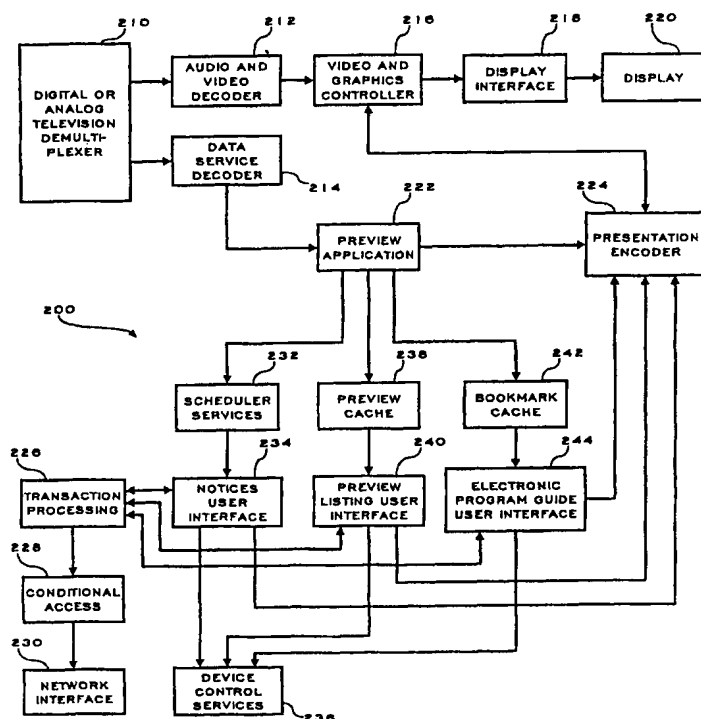 210
212
216
218
220
DIGITAL OR
ANALOG
TELEVISION
DEMULTI-
PLEXER
AUDIO AND
VIDEO
DECODER
VIDEO AND
GRAPHICS
CONTROLLER
DISPLAY
INTERFACE
DISPLAY
DATA
SERVICE
DECODER
214
222
224
PREVIEW
APPLICATION
PRESENTATION
ENCODER
200
232
238
242
SCHEDULER
SERVICES
PREVIEW
CACHE
BOOKMARK
CACHE
226
234
240
244
TRANSACTION
PROCESSING
NOTICES
USER
INTERFACE
PREVIEW
LISTING USER
INTERFACE
ELECTRONIC
PROGRAM GUIDE
USER INTERFACE
228
CONDITIONAL
ACCESS
230
NETWORK
INTERFACE
DEVICE
CONTROL
SERVICES
236